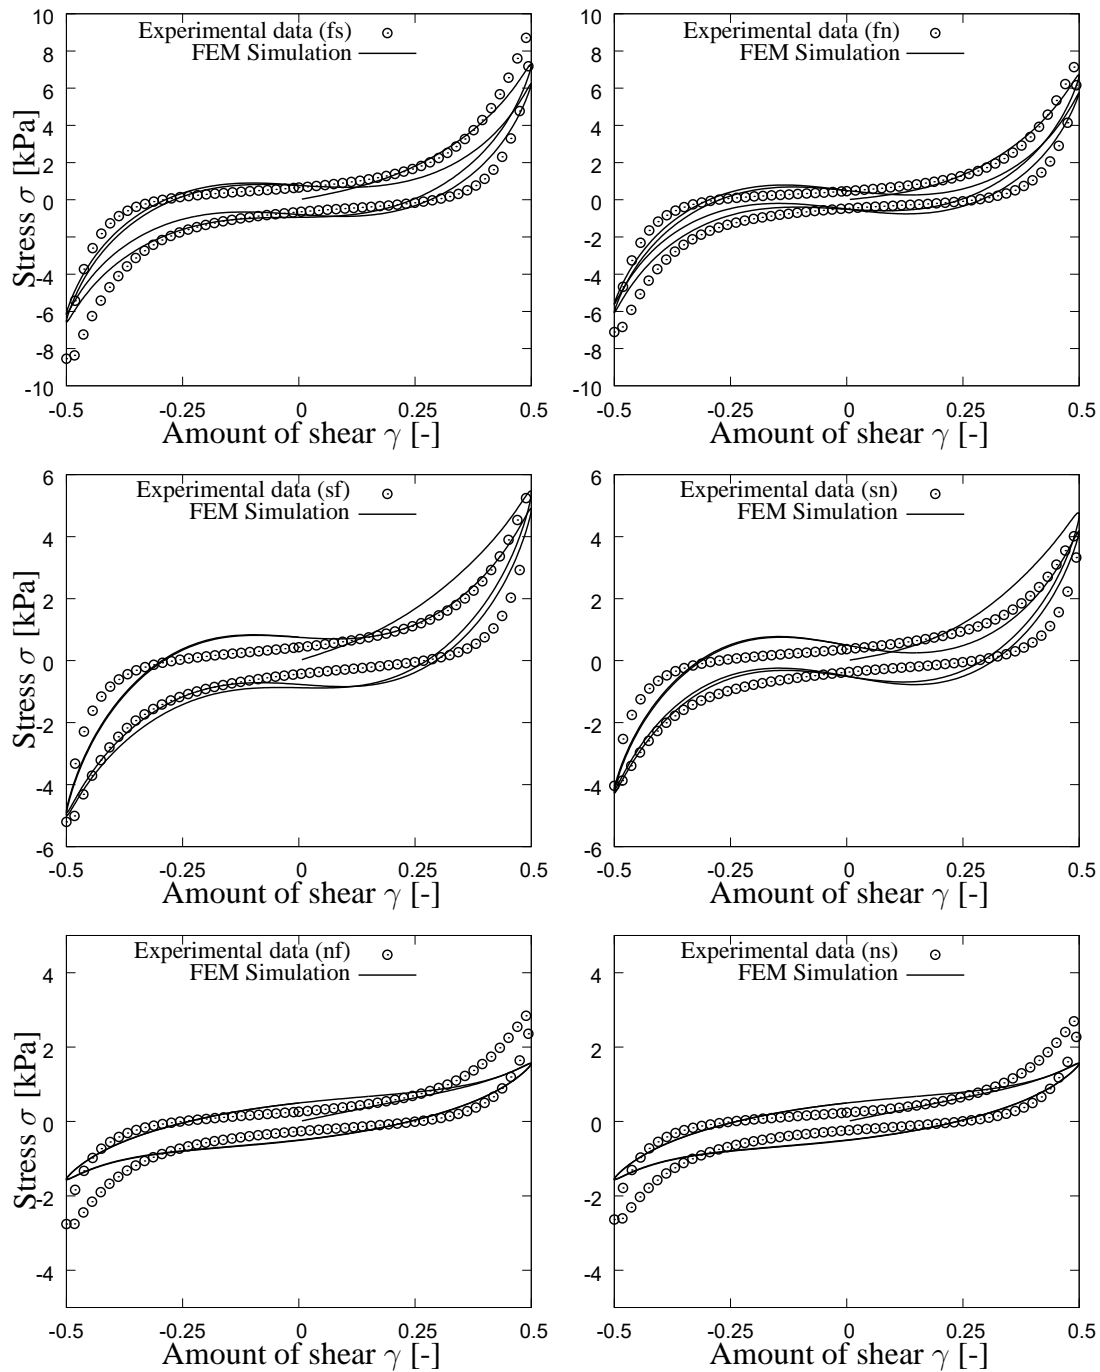 10
8
6
4
2
0
-2
-4
-6
-8
-10
Stress σ [kPa]
Experimental data (fs)
FEM Simulation
-0.5 -0.25 0 0.25 0.5
Amount of shear γ [-]
10
8
6
4
2
0
-2
-4
-6
-8
-10
Experimental data (fn)
FEM Simulation
-0.5 -0.25 0 0.25 0.5
Amount of shear γ [-]
6
4
2
0
-2
-4
-6
Stress σ [kPa]
Experimental data (sf)
FEM Simulation
-0.5 -0.25 0 0.25 0.5
Amount of shear γ [-]
6
4
2
0
-2
-4
-6
Experimental data (sn)
FEM Simulation
-0.5 -0.25 0 0.25 0.5
Amount of shear γ [-]
4
2
0
-2
-4
Stress σ [kPa]
Experimental data (nf)
FEM Simulation
-0.5 -0.25 0 0.25 0.5
Amount of shear γ [-]
4
2
0
-2
-4
Experimental data (ns)
FEM Simulation
-0.5 -0.25 0 0.25 0.5
Amount of shear γ [-]